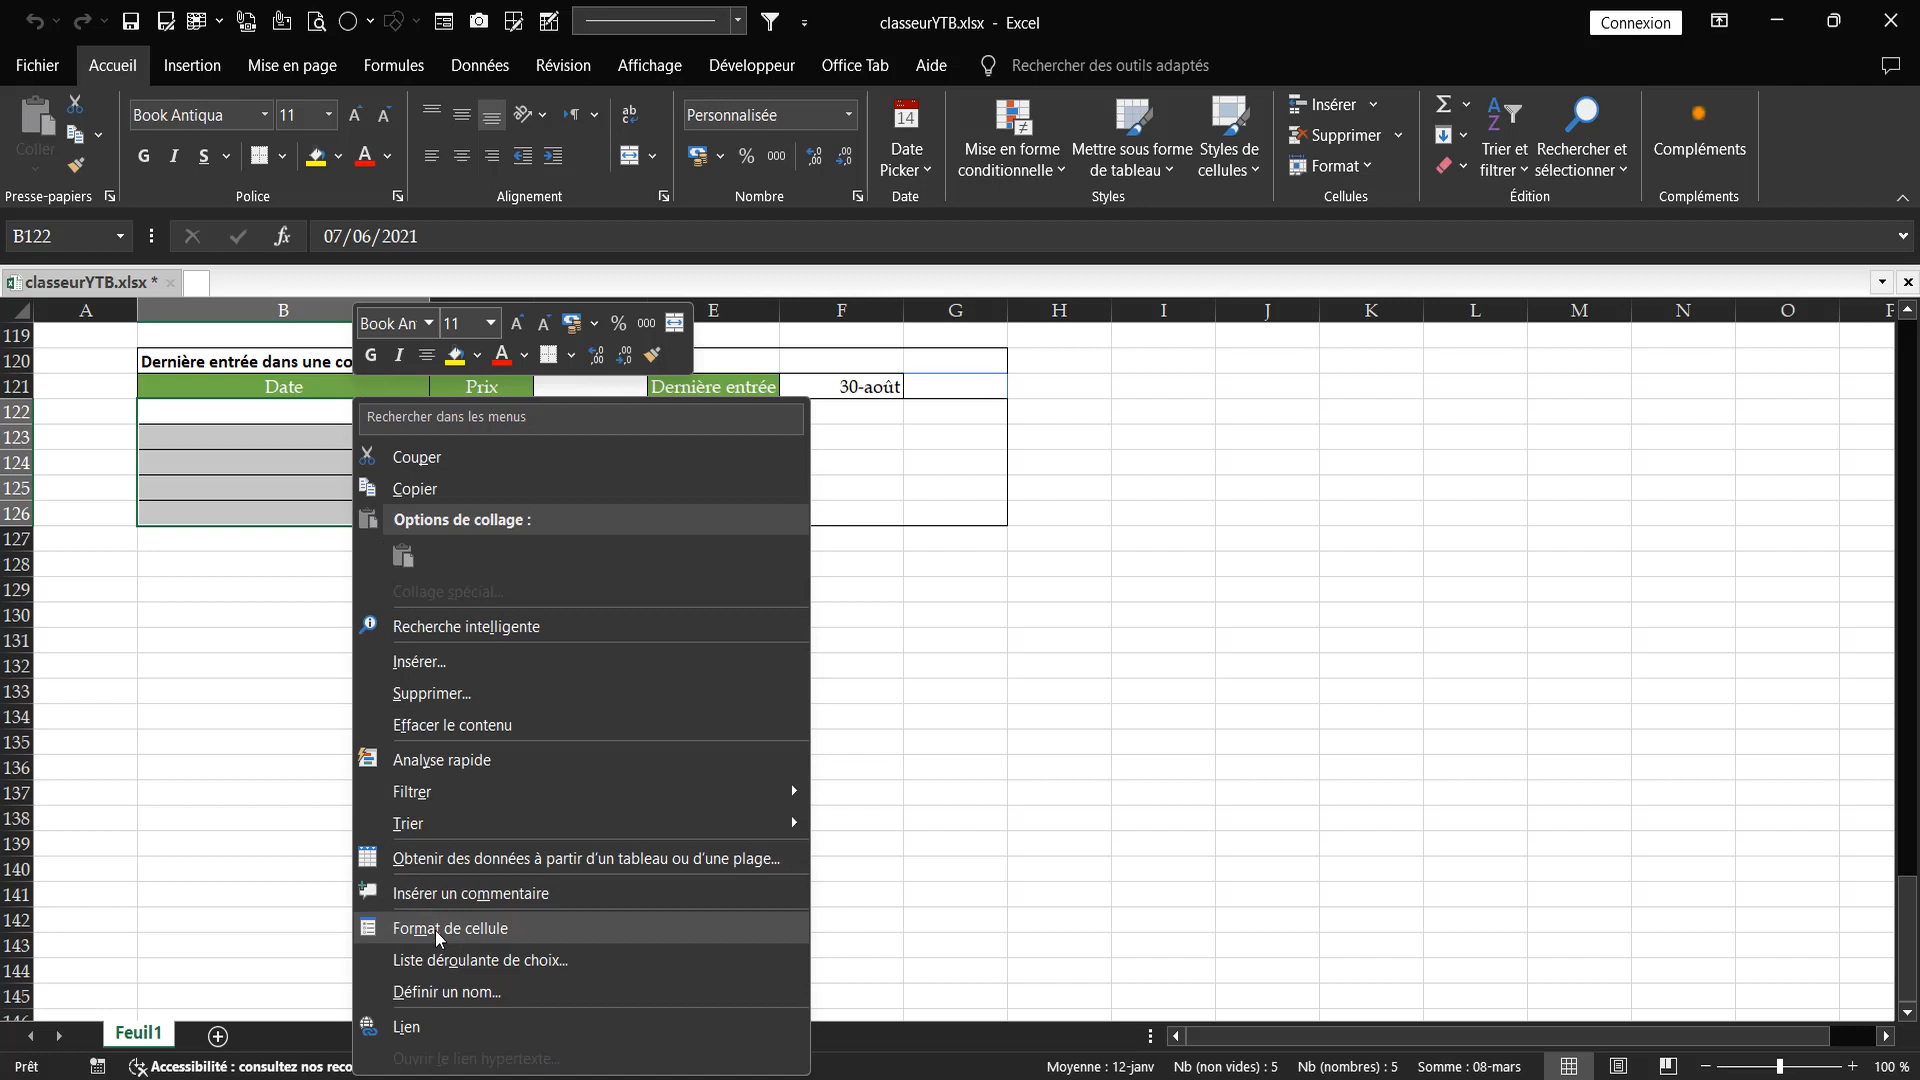 classeurYTB.xlsx - Excel
Connexion
Fichier Accueil Insertion Mise en page Formules Données Révision Affichage Développeur Office Tab Aide Rechercher des outils adaptés
Coller
Presse-papiers
Book Antiqua 11
G I S
Police
Alignement
Personnalisée
% 000
Nombre
14
Date Picker
Date
Mise en forme conditionnelle
Mettre sous forme de tableau
Styles de cellules
Styles
Insérer
Supprimer
Format
Cellules
Trier et filtrer
Rechercher et sélectionner
Édition
Compléments
Compléments
B122 fx 07/06/2021
classeurYTB.xlsx *
A B E F G H I J K L M N O P
Book An 11 % 000
G I
119
120 Dernière entrée dans une co
121 Date Prix Dernière entrée 30-août
122
123
124
125
126
127
128
129
130
131
132
133
134
135
136
137
138
139
140
141
142
143
144
145
146
Rechercher dans les menus
Couper
Copier
Options de collage :
Collage spécial...
Recherche intelligente
Insérer...
Supprimer...
Effacer le contenu
Analyse rapide
Filtrer
Trier
Obtenir des données à partir d'un tableau ou d'une plage...
Insérer un commentaire
Format de cellule
Liste déroulante de choix...
Définir un nom...
Lien
Ouvrir le lien hypertexte...
Feuil1
Prêt Accessibilité : consultez nos reco Moyenne : 12-janv Nb (non vides) : 5 Nb (nombres) : 5 Somme : 08-mars 100 %